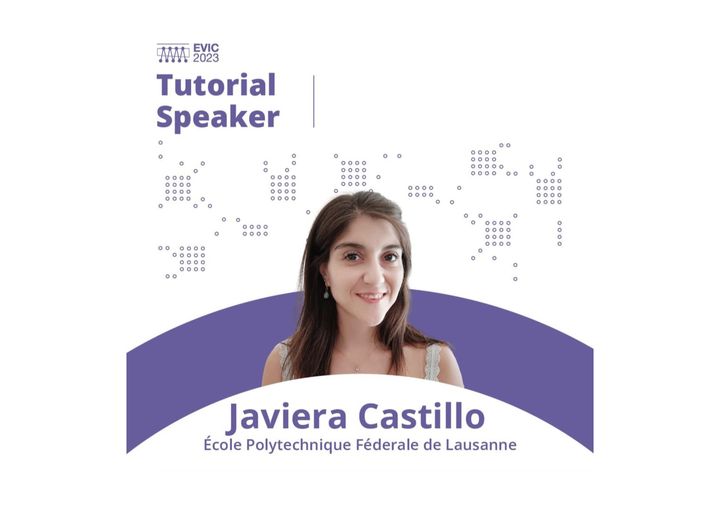 EVIC
2023
Tutorial
Speaker
Javiera Castillo
École Polytechnique Féderale de Lausanne